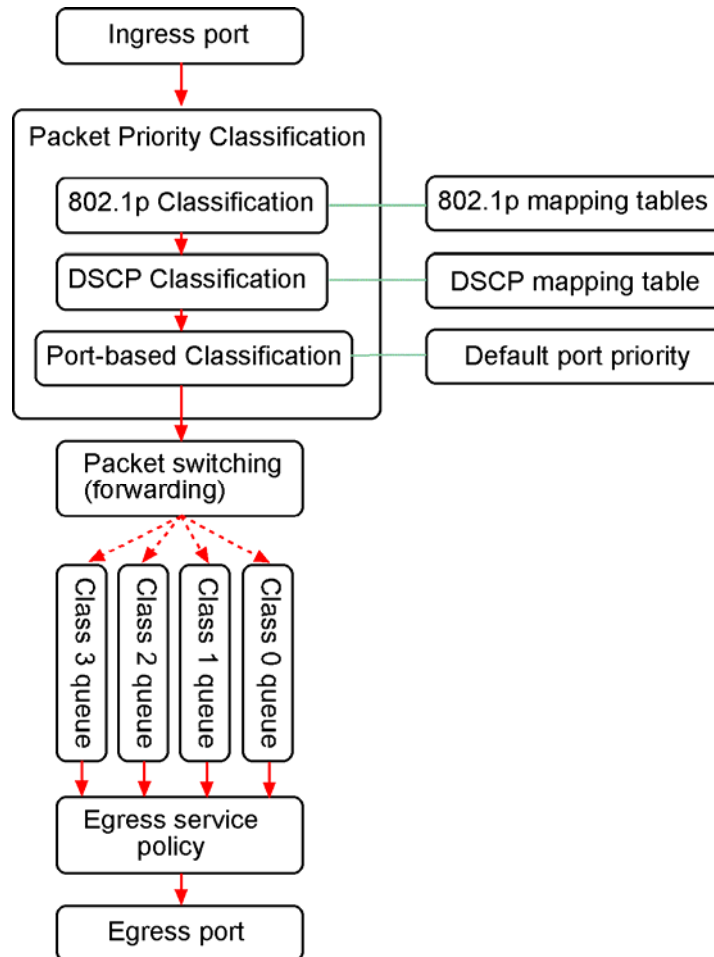 Ingress port
Packet Priority Classification
802.1p Classification
802.1p mapping tables
DSCP Classification
DSCP mapping table
Port-based Classification
Default port priority
Packet switching
(forwarding)
Class 3 queue
Class 2 queue
Class 1 queue
Class 0 queue
Egress service
policy
Egress port